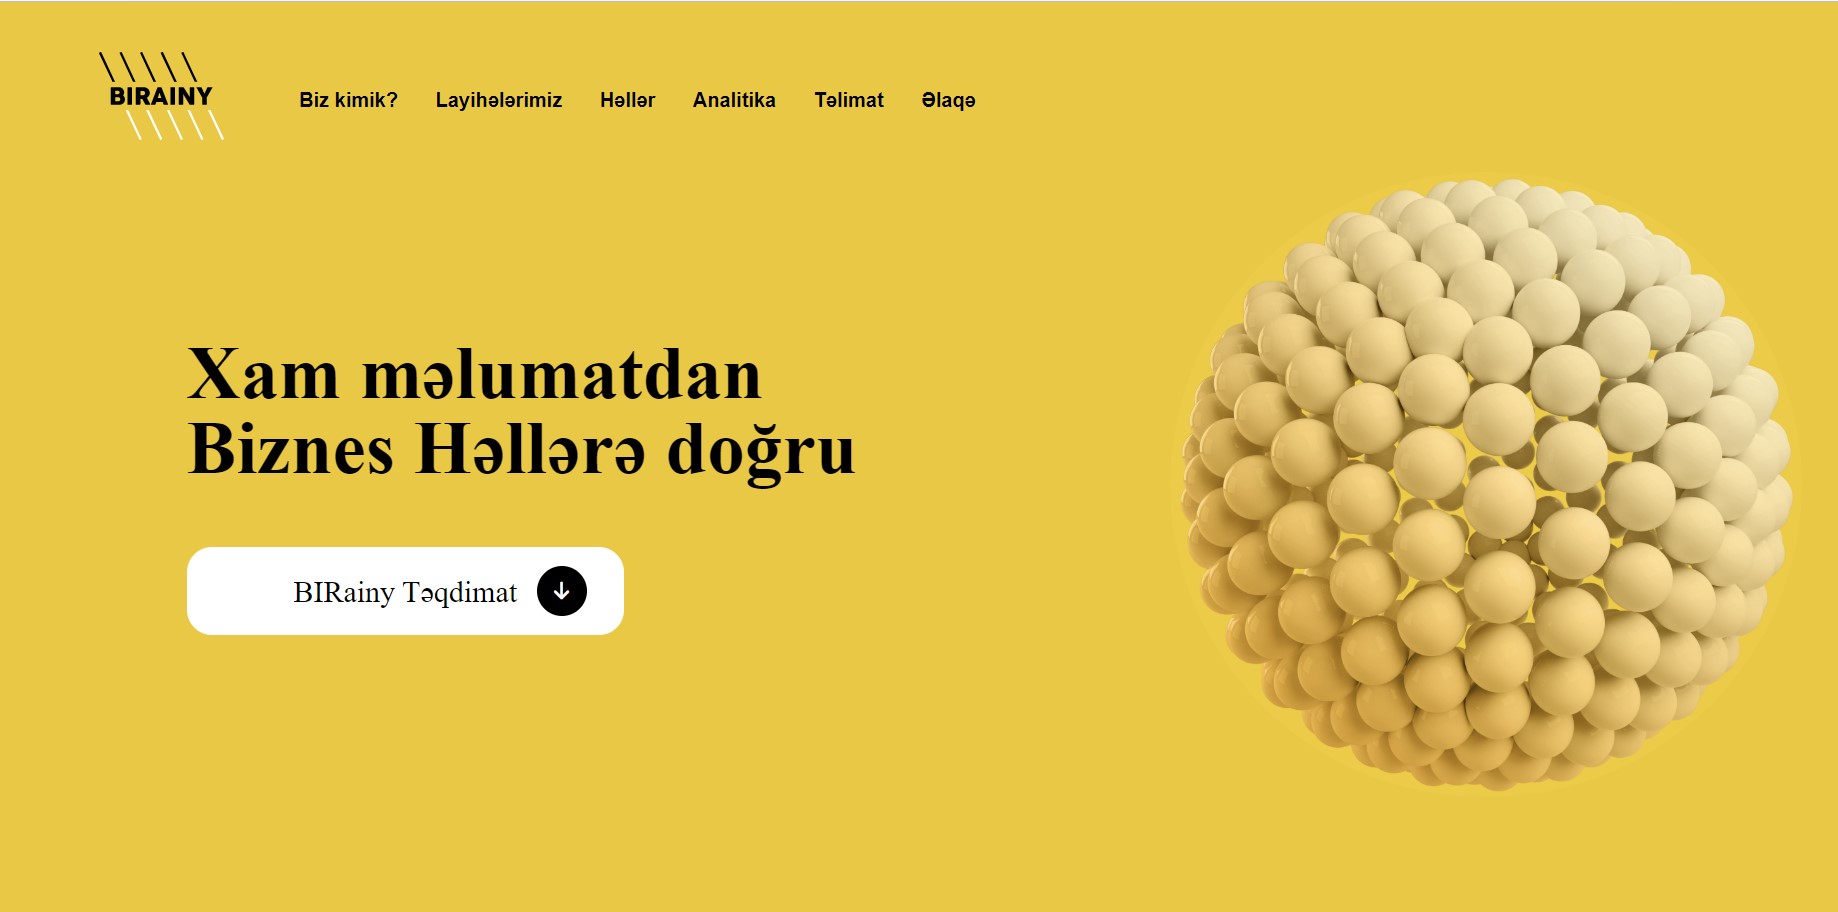 BIRAINY
Biz kimik? Layihələrimiz Həllər Analitika Təlimat Əlaqə
Xam məlumatdan
Biznes Həllərə doğru
BIRainy Təqdimat